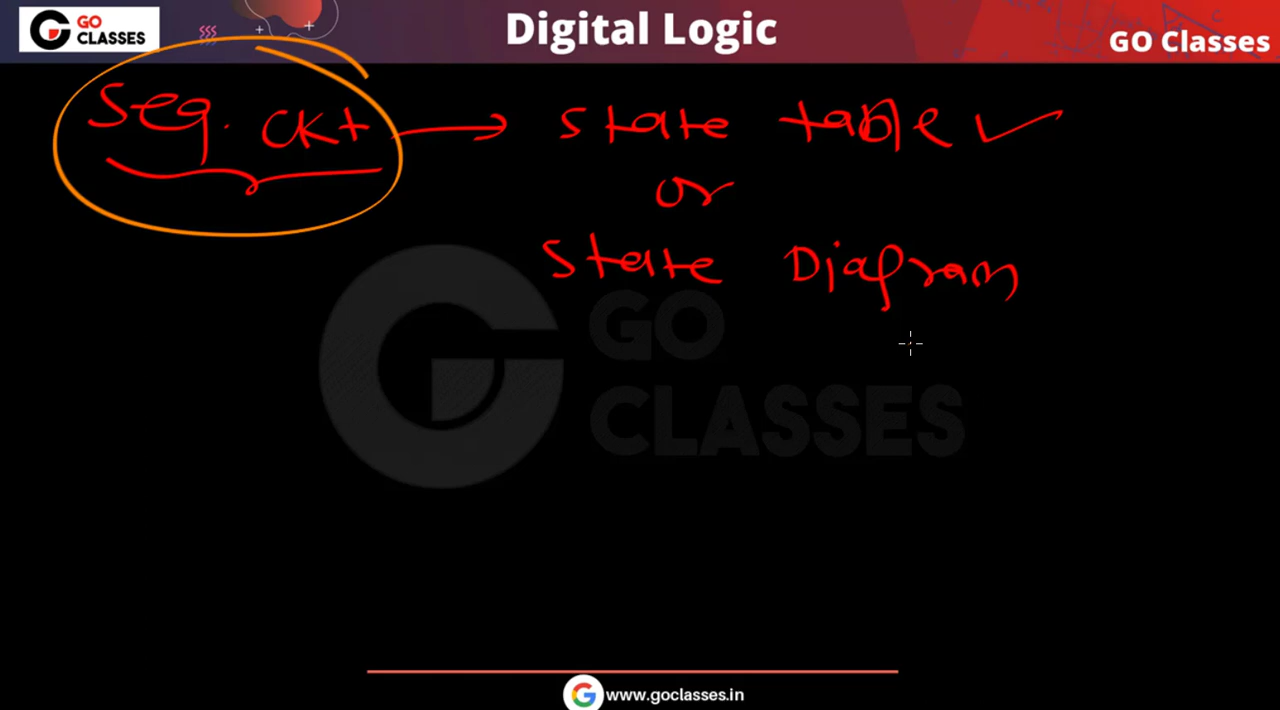 GO CLASSES
Digital Logic
GO Classes
Seq. Ckt → State table ✓
or
State Diagram
GO
CLASSES
www.goclasses.in